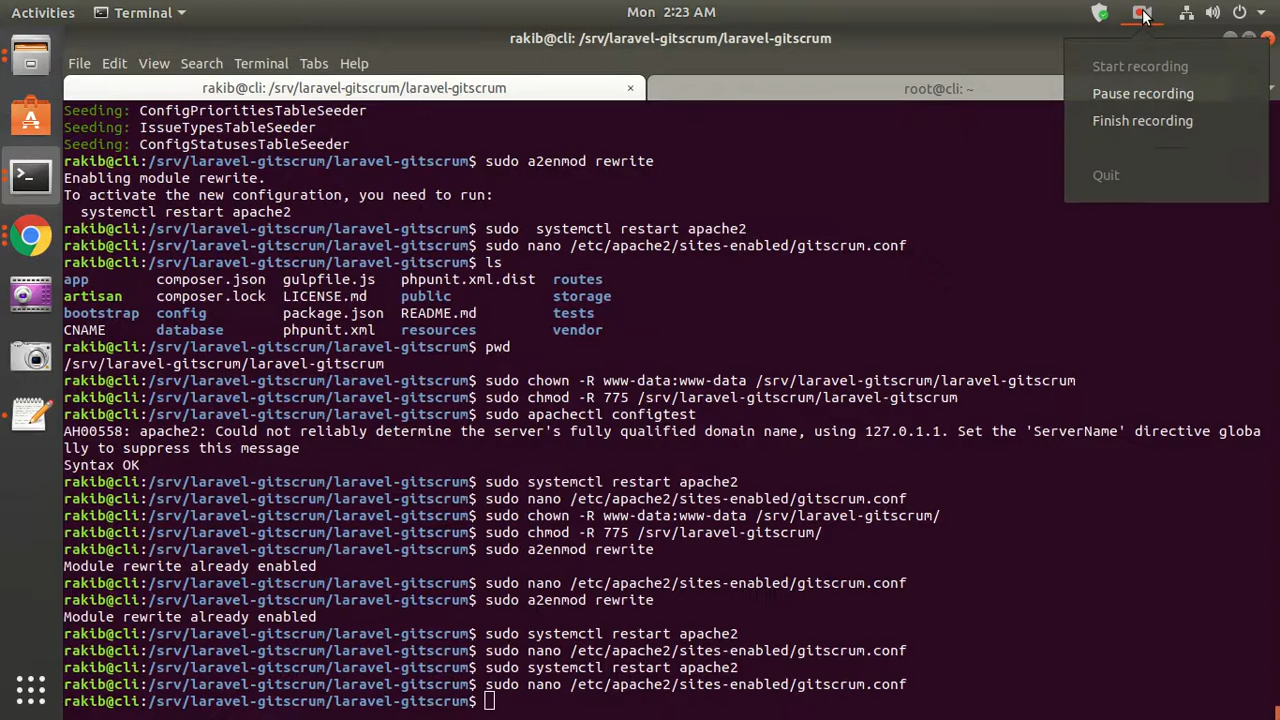 Activities Terminal Mon 2:23 AM
rakib@cli: /srv/laravel-gitscrum/laravel-gitscrum
File Edit View Search Terminal Tabs Help
rakib@cli: /srv/laravel-gitscrum/laravel-gitscrum × root@cli: ~
Start recording
Pause recording
Finish recording
Quit
Seeding: ConfigPrioritiesTableSeeder
Seeding: IssueTypesTableSeeder
Seeding: ConfigStatusesTableSeeder
rakib@cli:/srv/laravel-gitscrum/laravel-gitscrum$ sudo a2enmod rewrite
Enabling module rewrite.
To activate the new configuration, you need to run:
  systemctl restart apache2
rakib@cli:/srv/laravel-gitscrum/laravel-gitscrum$ sudo  systemctl restart apache2
rakib@cli:/srv/laravel-gitscrum/laravel-gitscrum$ sudo nano /etc/apache2/sites-enabled/gitscrum.conf
rakib@cli:/srv/laravel-gitscrum/laravel-gitscrum$ ls
app        composer.json  gulpfile.js   phpunit.xml.dist  routes
artisan    composer.lock  LICENSE.md    public            storage
bootstrap  config         package.json  README.md         tests
CNAME      database       phpunit.xml   resources         vendor
rakib@cli:/srv/laravel-gitscrum/laravel-gitscrum$ pwd
/srv/laravel-gitscrum/laravel-gitscrum
rakib@cli:/srv/laravel-gitscrum/laravel-gitscrum$ sudo chown -R www-data:www-data /srv/laravel-gitscrum/laravel-gitscrum
rakib@cli:/srv/laravel-gitscrum/laravel-gitscrum$ sudo chmod -R 775 /srv/laravel-gitscrum/laravel-gitscrum
rakib@cli:/srv/laravel-gitscrum/laravel-gitscrum$ sudo apachectl configtest
AH00558: apache2: Could not reliably determine the server's fully qualified domain name, using 127.0.1.1. Set the 'ServerName' directive globa
lly to suppress this message
Syntax OK
rakib@cli:/srv/laravel-gitscrum/laravel-gitscrum$ sudo systemctl restart apache2
rakib@cli:/srv/laravel-gitscrum/laravel-gitscrum$ sudo nano /etc/apache2/sites-enabled/gitscrum.conf
rakib@cli:/srv/laravel-gitscrum/laravel-gitscrum$ sudo chown -R www-data:www-data /srv/laravel-gitscrum/
rakib@cli:/srv/laravel-gitscrum/laravel-gitscrum$ sudo chmod -R 775 /srv/laravel-gitscrum/
rakib@cli:/srv/laravel-gitscrum/laravel-gitscrum$ sudo a2enmod rewrite
Module rewrite already enabled
rakib@cli:/srv/laravel-gitscrum/laravel-gitscrum$ sudo nano /etc/apache2/sites-enabled/gitscrum.conf
rakib@cli:/srv/laravel-gitscrum/laravel-gitscrum$ sudo a2enmod rewrite
Module rewrite already enabled
rakib@cli:/srv/laravel-gitscrum/laravel-gitscrum$ sudo systemctl restart apache2
rakib@cli:/srv/laravel-gitscrum/laravel-gitscrum$ sudo nano /etc/apache2/sites-enabled/gitscrum.conf
rakib@cli:/srv/laravel-gitscrum/laravel-gitscrum$ sudo systemctl restart apache2
rakib@cli:/srv/laravel-gitscrum/laravel-gitscrum$ sudo nano /etc/apache2/sites-enabled/gitscrum.conf
rakib@cli:/srv/laravel-gitscrum/laravel-gitscrum$